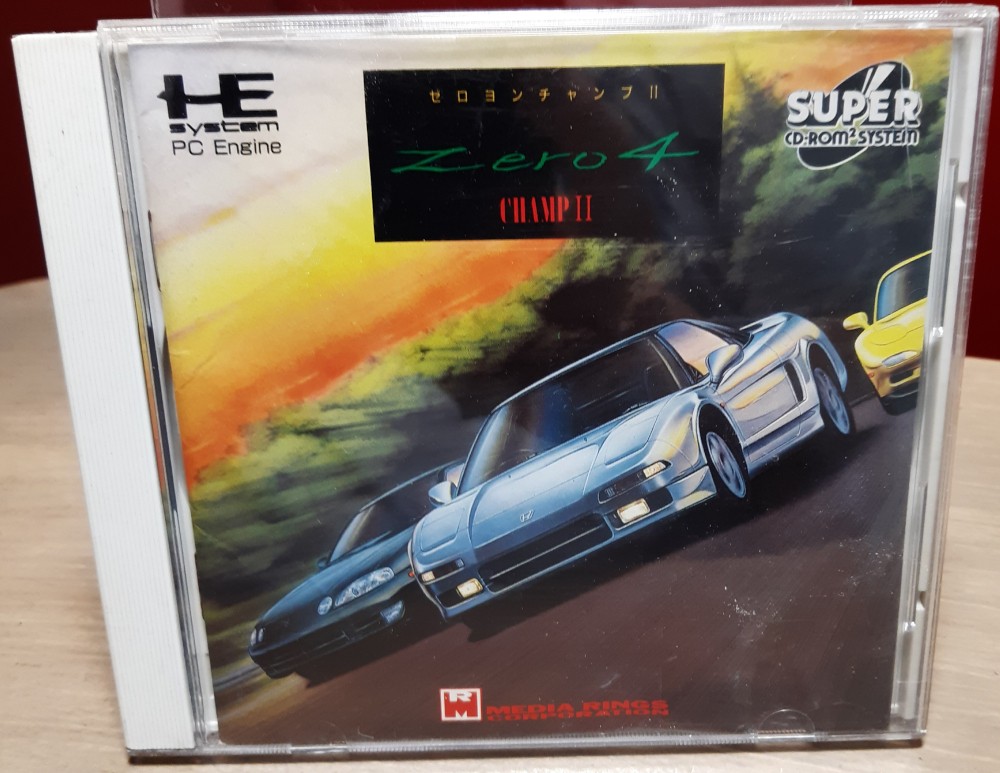 HE
system
PC Engine
ゼロヨンチャンプII
Zero4
CHAMP II
SUPER
CD-ROM² SYSTEM
RM
MEDIA RINGS
CORPORATION